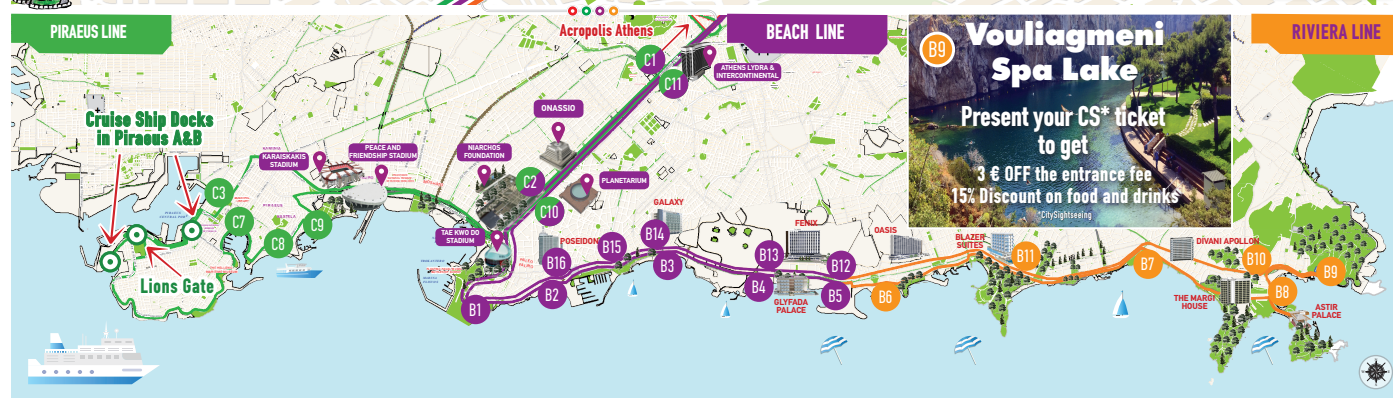 PIRAEUS LINE
Acropolis Athens
BEACH LINE
B9
Vouliagmeni
Spa Lake
Present your CS* ticket
to get
3 € OFF the entrance fee
15% Discount on food and drinks
*CitySightseeing
RIVIERA LINE
C1
C11
ATHENS LYDRA &
INTERCONTINENTAL
Cruise Ship Docks
in Piraeus A&B
ONASSIO
KARAISKAKIS
STADIUM
PEACE AND
FRIENDSHIP STADIUM
NIARCHOS
FOUNDATION
PLANETARIUM
C2
C10
C3
C7
C8
C9
Lions Gate
TAE KWO DO
STADIUM
POSEIDON
GALAXY
FENIX
OASIS
BLAZER
SUITES
DIVANI APOLLON
B16
B15
B14
B13
B12
B11
B10
B9
B1
B2
B3
B4
B5
B6
B7
B8
GLYFADA
PALACE
THE MARGI
HOUSE
ASTIR
PALACE